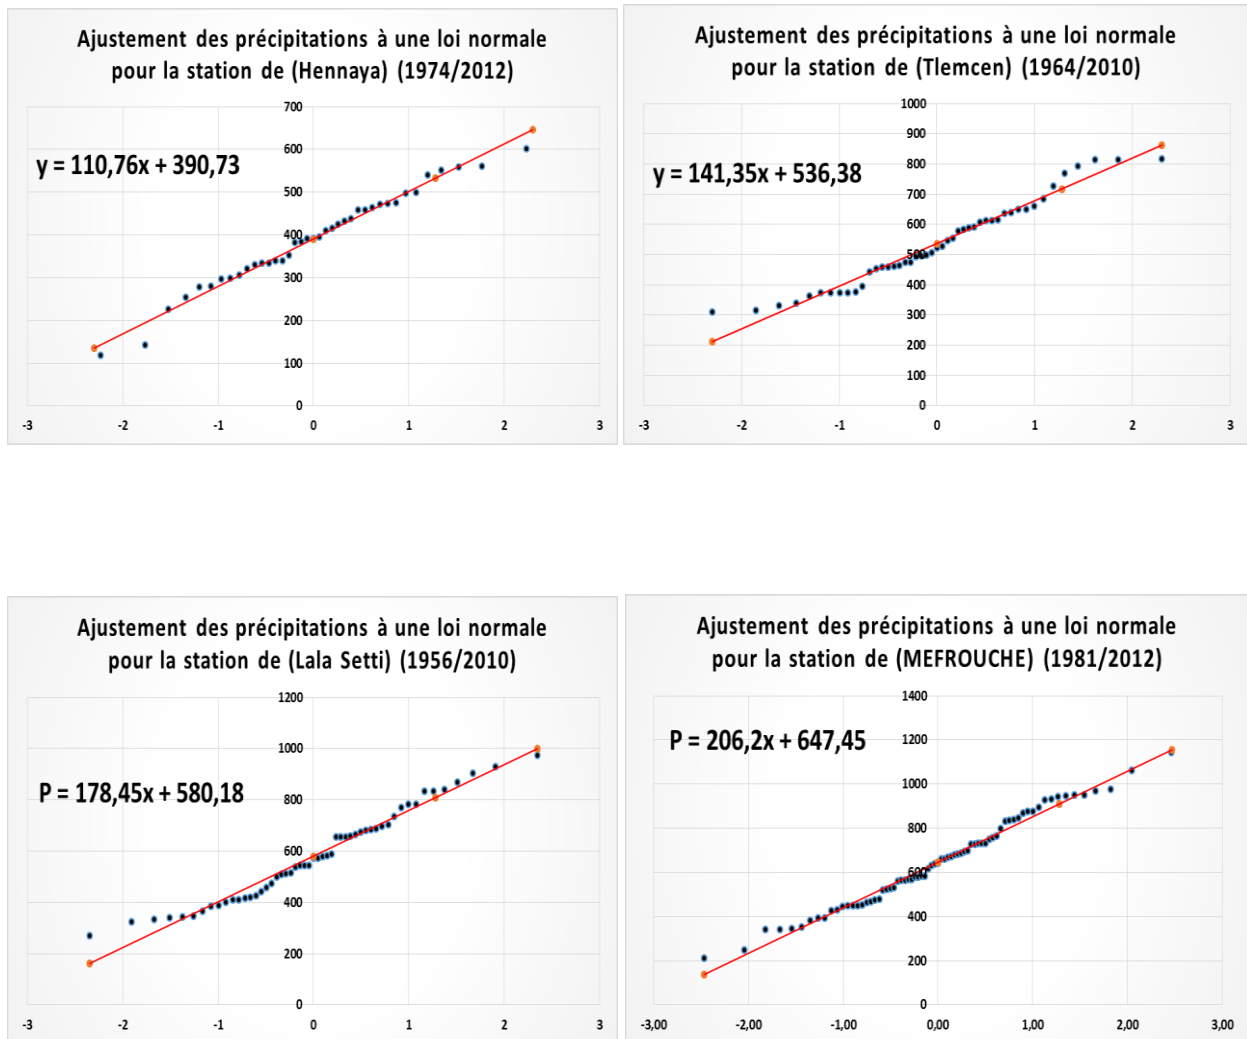 Ajustement des précipitations à une loi normale
pour la station de (Hennaya) (1974/2012)
y = 110,76x + 390,73
700
600
500
400
300
200
100
0
-3 -2 -1 0 1 2 3
Ajustement des précipitations à une loi normale
pour la station de (Tlemcen) (1964/2010)
y = 141,35x + 536,38
1000
900
800
700
600
500
400
300
200
100
0
-3 -2 -1 0 1 2 3
Ajustement des précipitations à une loi normale
pour la station de (Lala Setti) (1956/2010)
P = 178,45x + 580,18
1200
1000
800
600
400
200
0
-3 -2 -1 0 1 2 3
Ajustement des précipitations à une loi normale
pour la station de (MEFROUCHE) (1981/2012)
P = 206,2x + 647,45
1400
1200
1000
800
600
400
200
0
-3,00 -2,00 -1,00 0,00 1,00 2,00 3,00